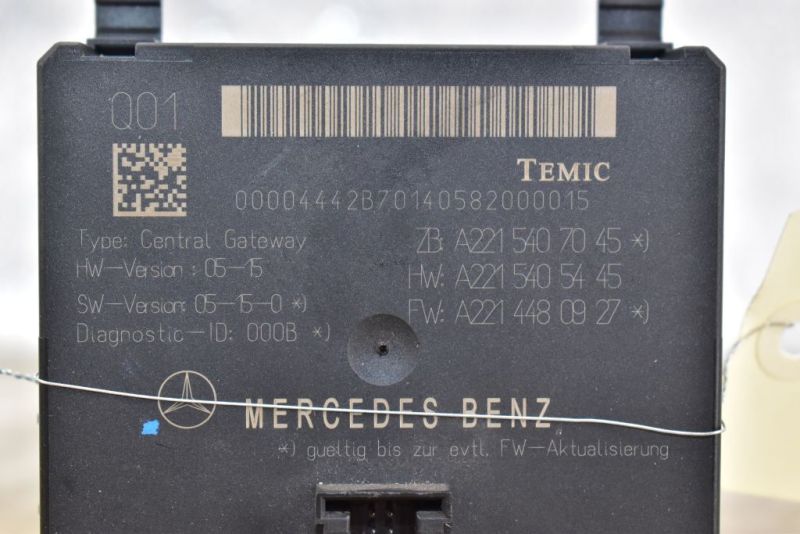 Q01
TEMIC
00004442B70140582000015
Type: Central Gateway
HW-Version : 05-15
SW-Version: 05-15-0 *)
Diagnostic-ID: 000B *)
ZB: A221 540 70 45 *)
HW: A221 540 54 45
FW: A221 448 09 27 *)
MERCEDES BENZ
*) gueltig bis zur evtl. FW-Aktualisierung